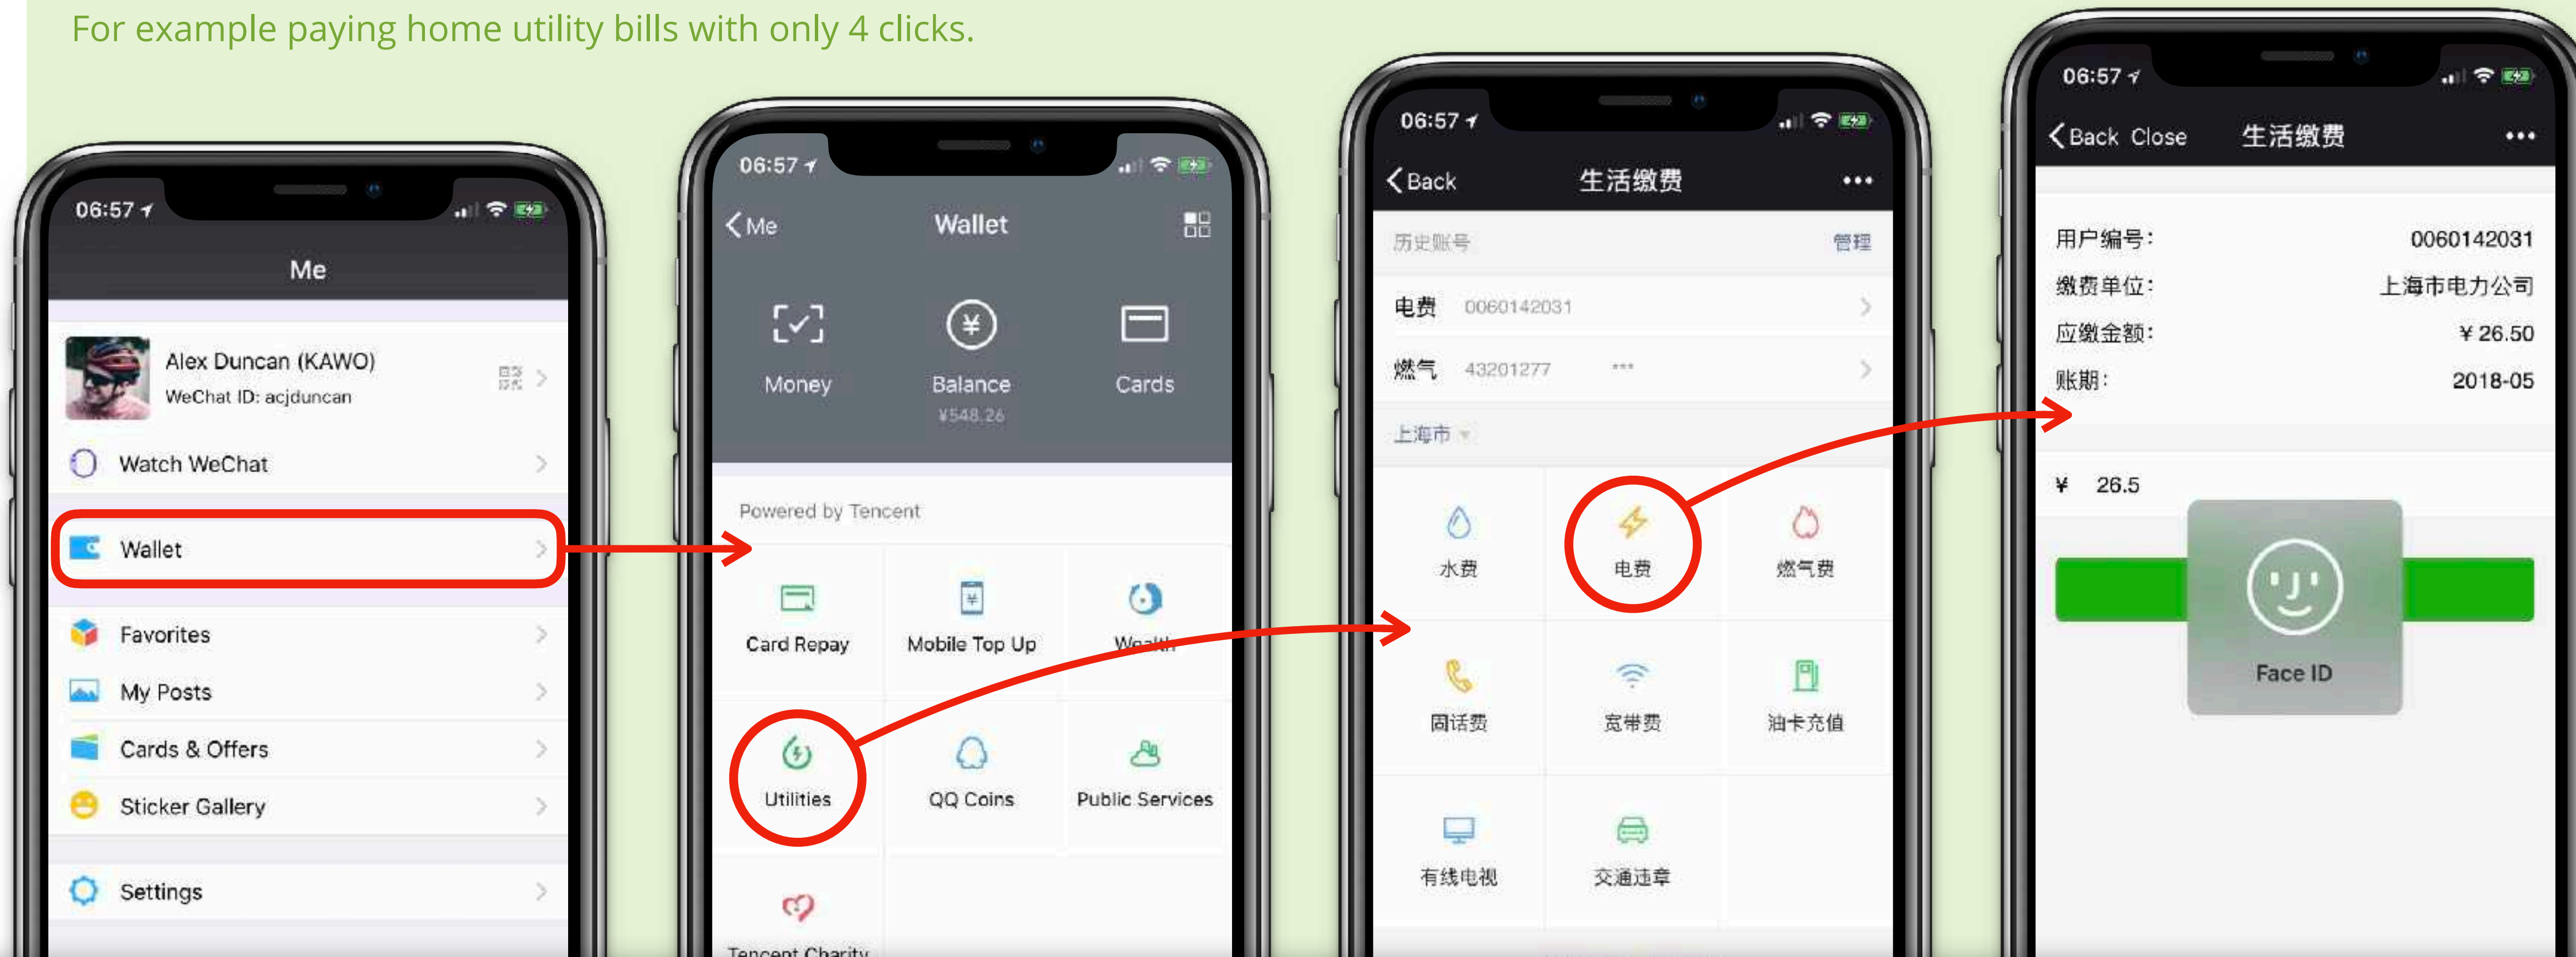 For example paying home utility bills with only 4 clicks.
06:57
Me
Alex Duncan (KAWO)
WeChat ID: acjduncan
Watch WeChat
Wallet
Favorites
My Posts
Cards & Offers
Sticker Gallery
Settings
06:57
Me Wallet
Money Balance Cards
¥548.26
Powered by Tencent
Card Repay Mobile Top Up Wealth
Utilities QQ Coins Public Services
Tencent Charity
06:57
Back 生活缴费 •••
历史账号 管理
电费 0060142031
燃气 43201277 ***
上海市
水费 电费 燃气费
固话费 宽带费 油卡充值
有线电视 交通违章
06:57
Back Close 生活缴费 •••
用户编号: 0060142031
缴费单位: 上海市电力公司
应缴金额: ¥ 26.50
账期: 2018-05
¥ 26.5
Face ID